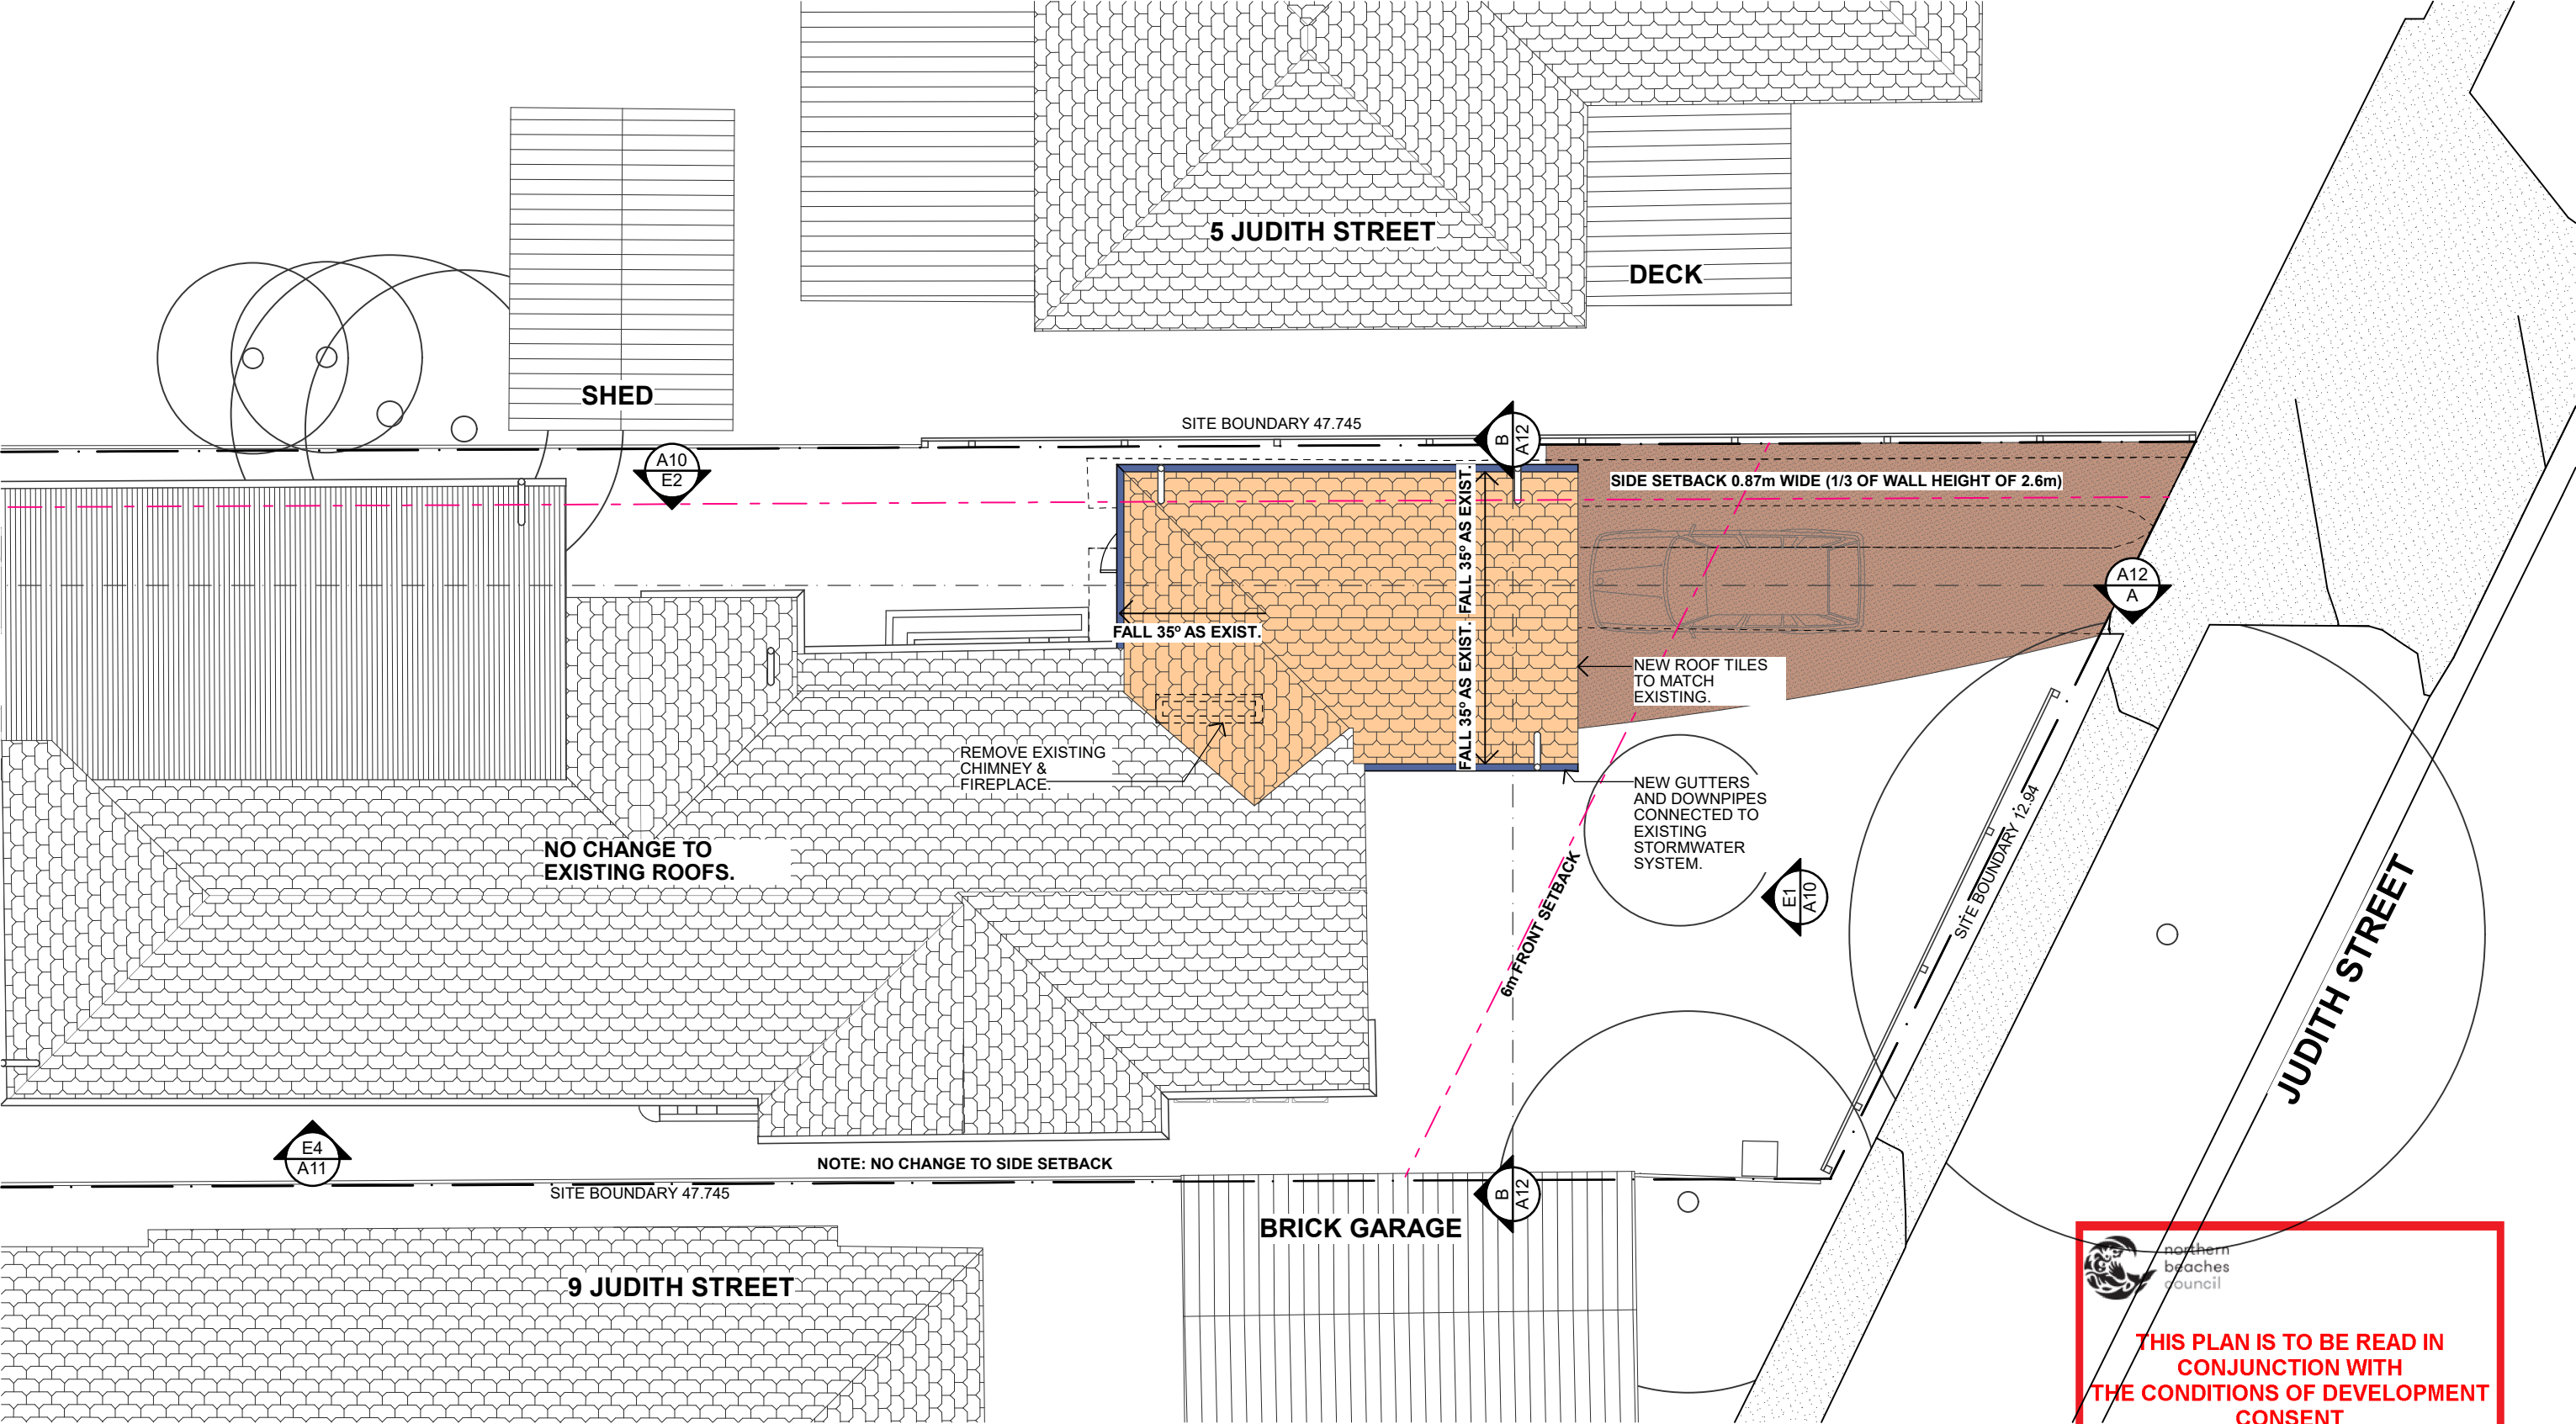 5 JUDITH STREET
DECK
SHED
SITE BOUNDARY 47.745
B
A12
A10
E2
SIDE SETBACK 0.87m WIDE (1/3 OF WALL HEIGHT OF 2.6m)
FALL 35º AS EXIST.
FALL 35º AS EXIST.
FALL 35º AS EXIST.
A12
A
NEW ROOF TILES
TO MATCH
EXISTING.
REMOVE EXISTING
CHIMNEY &
FIREPLACE.
NEW GUTTERS
AND DOWNPIPES
CONNECTED TO
EXISTING
STORMWATER
SYSTEM.
NO CHANGE TO
EXISTING ROOFS.
6m FRONT SETBACK
E1
A10
SITE BOUNDARY 12.94
JUDITH STREET
E4
A11
NOTE: NO CHANGE TO SIDE SETBACK
SITE BOUNDARY 47.745
B
A12
BRICK GARAGE
9 JUDITH STREET
northern
beaches
council
THIS PLAN IS TO BE READ IN
CONJUNCTION WITH
THE CONDITIONS OF DEVELOPMENT
CONSENT